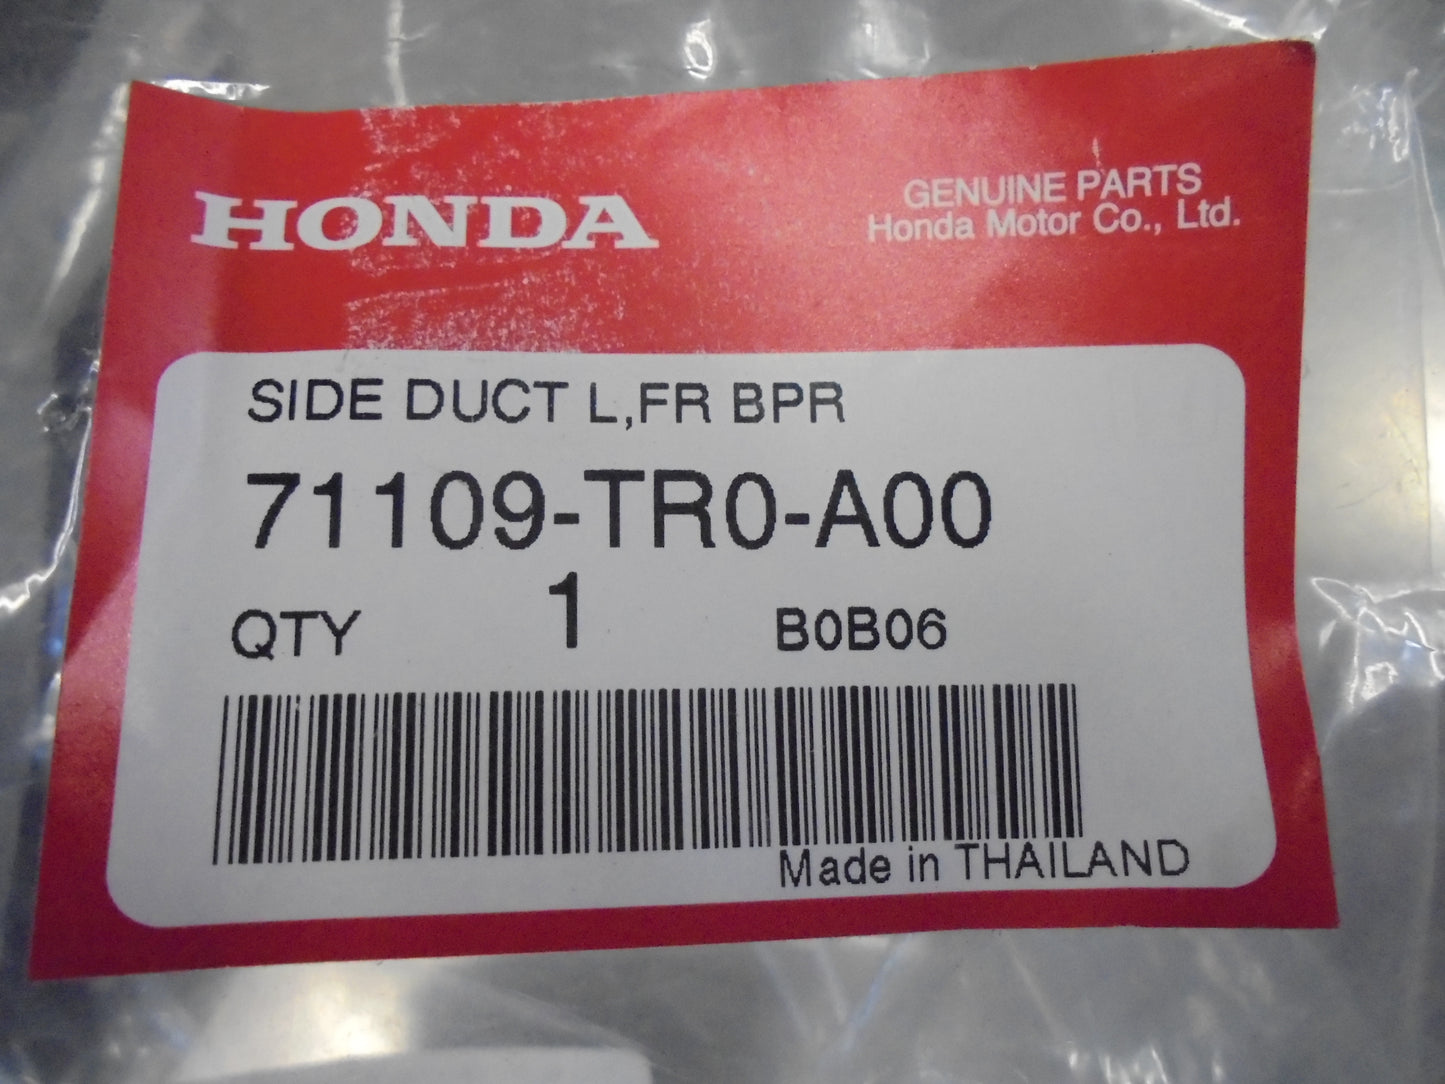 HONDA
GENUINE PARTS
Honda Motor Co., Ltd.
SIDE DUCT L,FR BPR
71109-TR0-A00
QTY 1 B0B06
Made in THAILAND